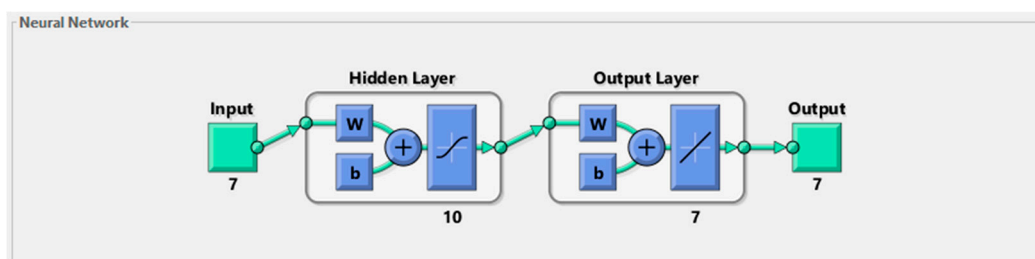 Neural Network
Hidden Layer
Output Layer
Input
Output
W
W
b
b
7
7
10
7